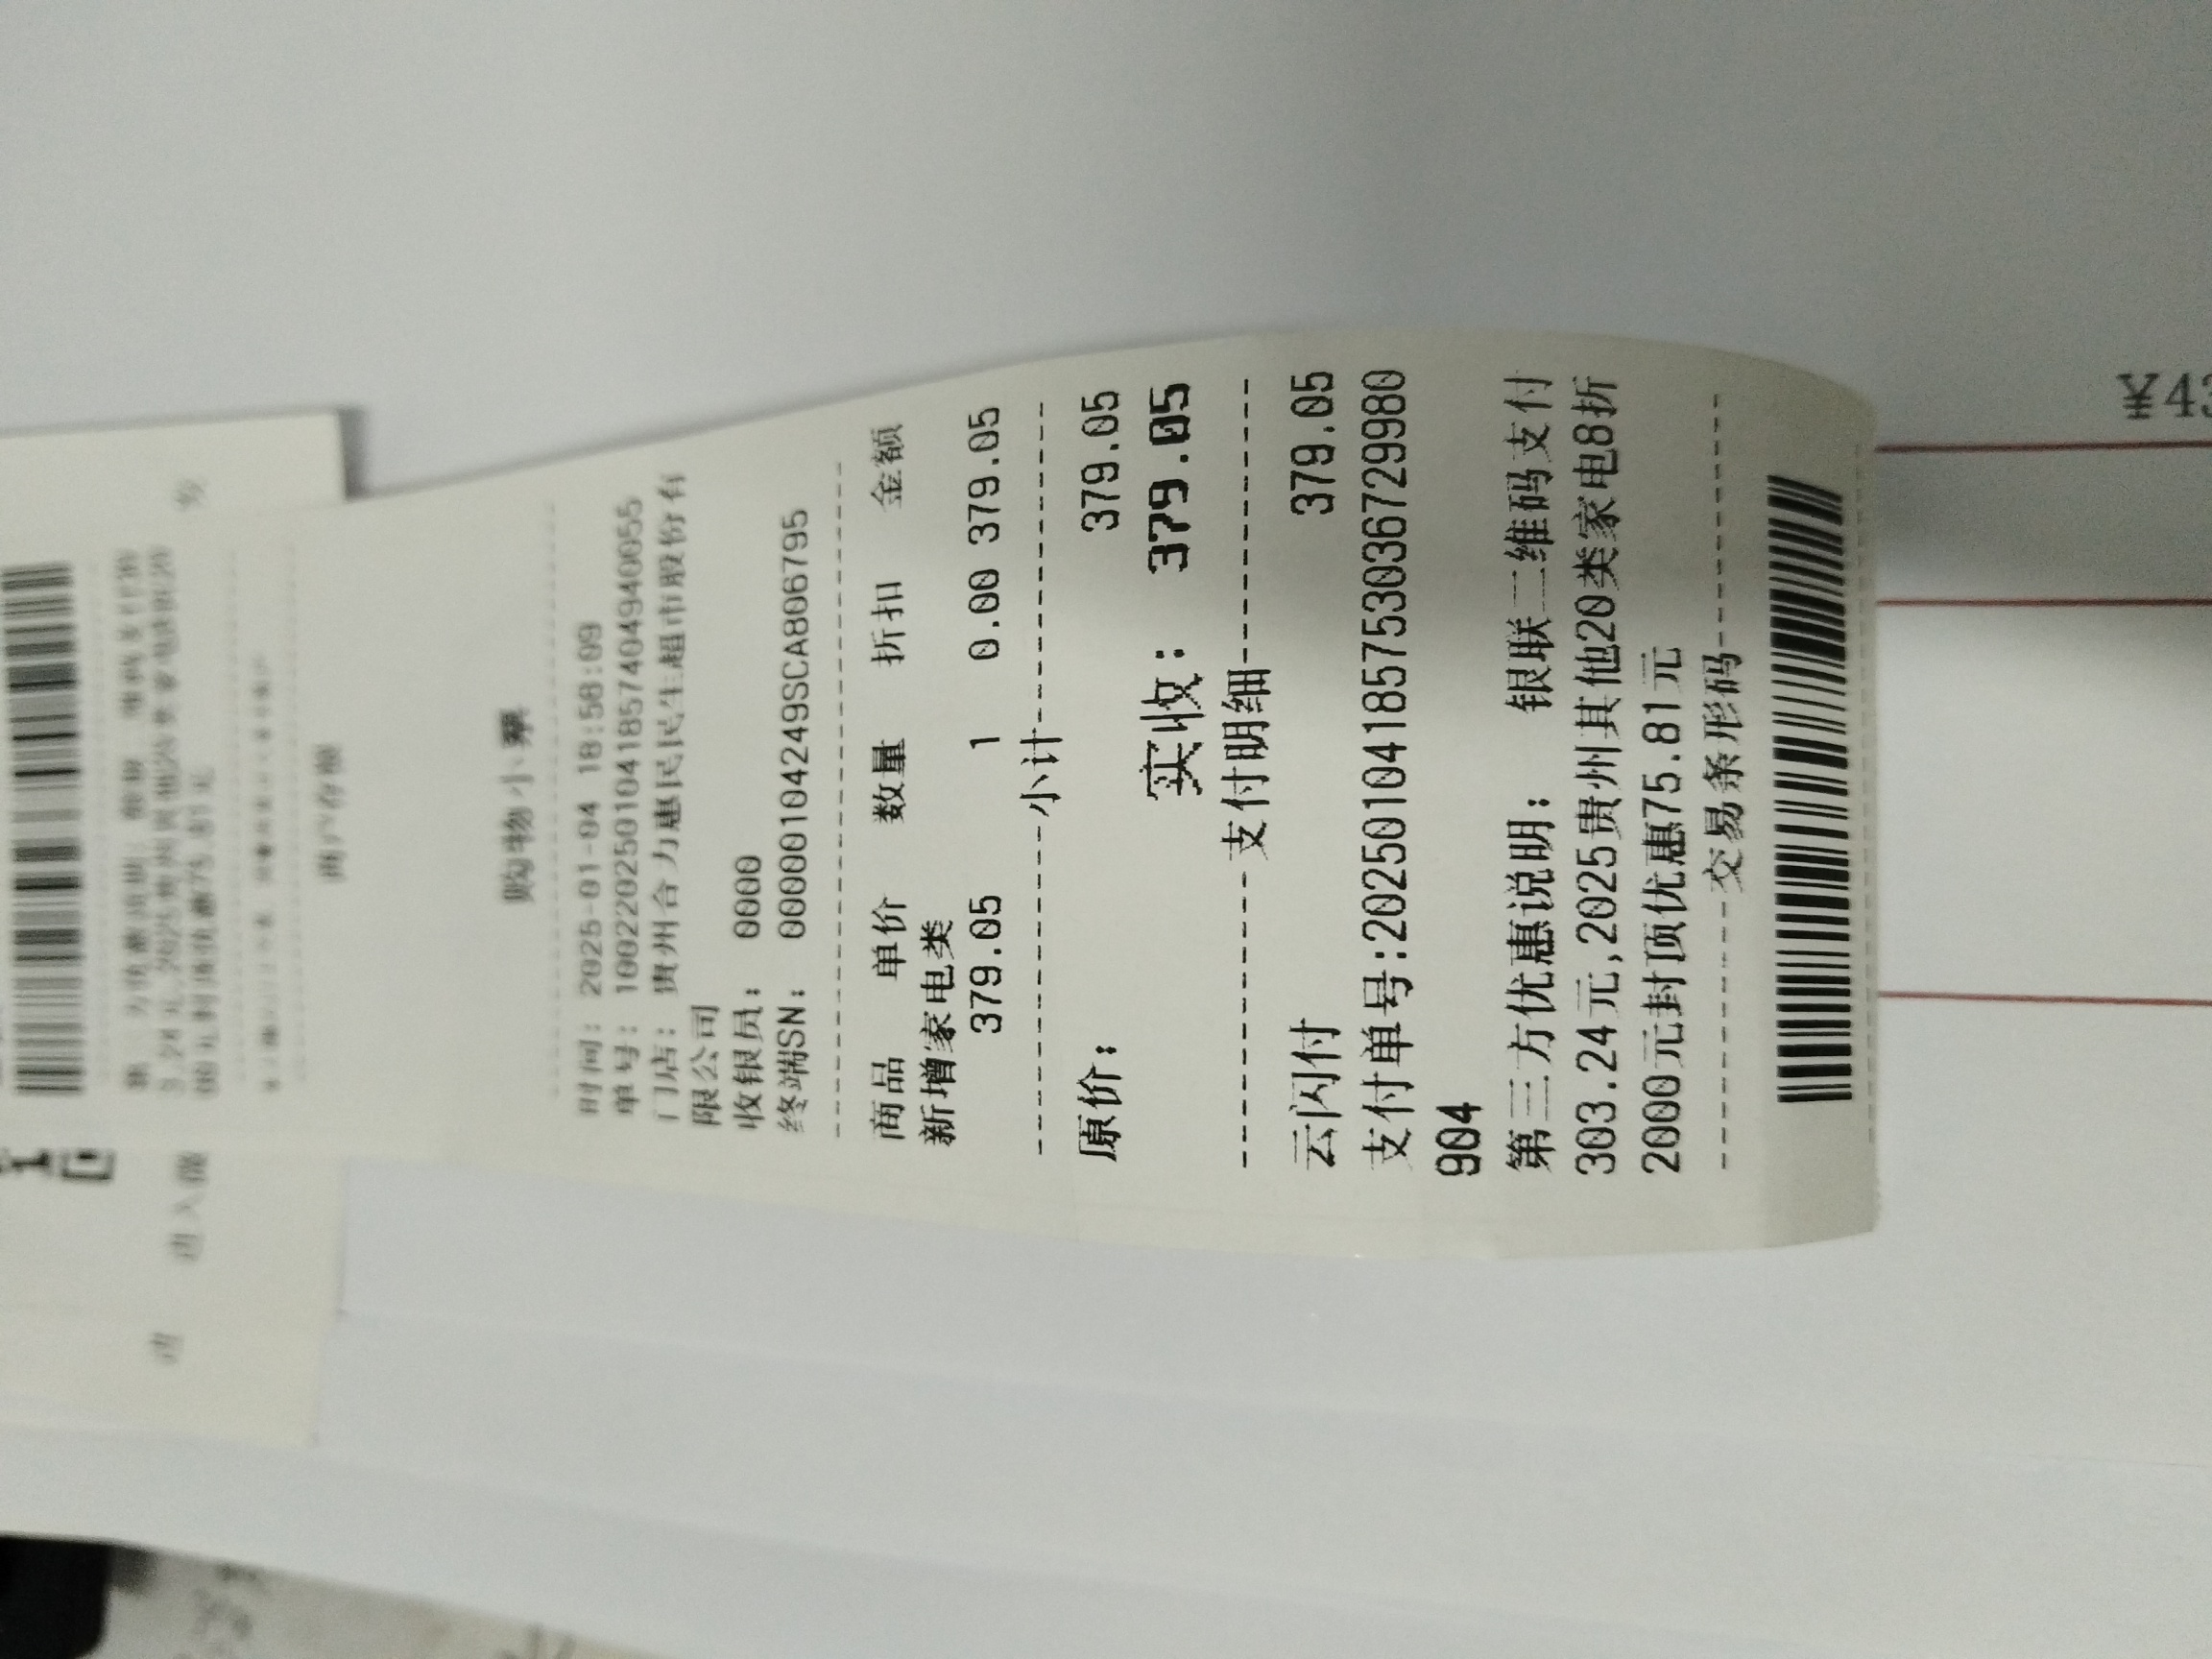 商户存根
购物小票
时间: 2025-01-04 18:58:09
单号: 10022020250104185740494​0055
门店: 贵州合力惠民民生超市股份有
限公司
收银员: 0000
终端SN: 00000104249SCA806795
商品 单价 数量 折扣 金额
新增家电类
379.05 1 0.00 379.05
小计
原价: 379.05
实收: 379.05
支付明细
云闪付 379.05
支付单号:20250104185753036729980
904
第三方优惠说明: 银联二维码支付
303.24元,2025贵州其他20类家电8折
2000元封顶优惠75.81元
交易条形码
¥43